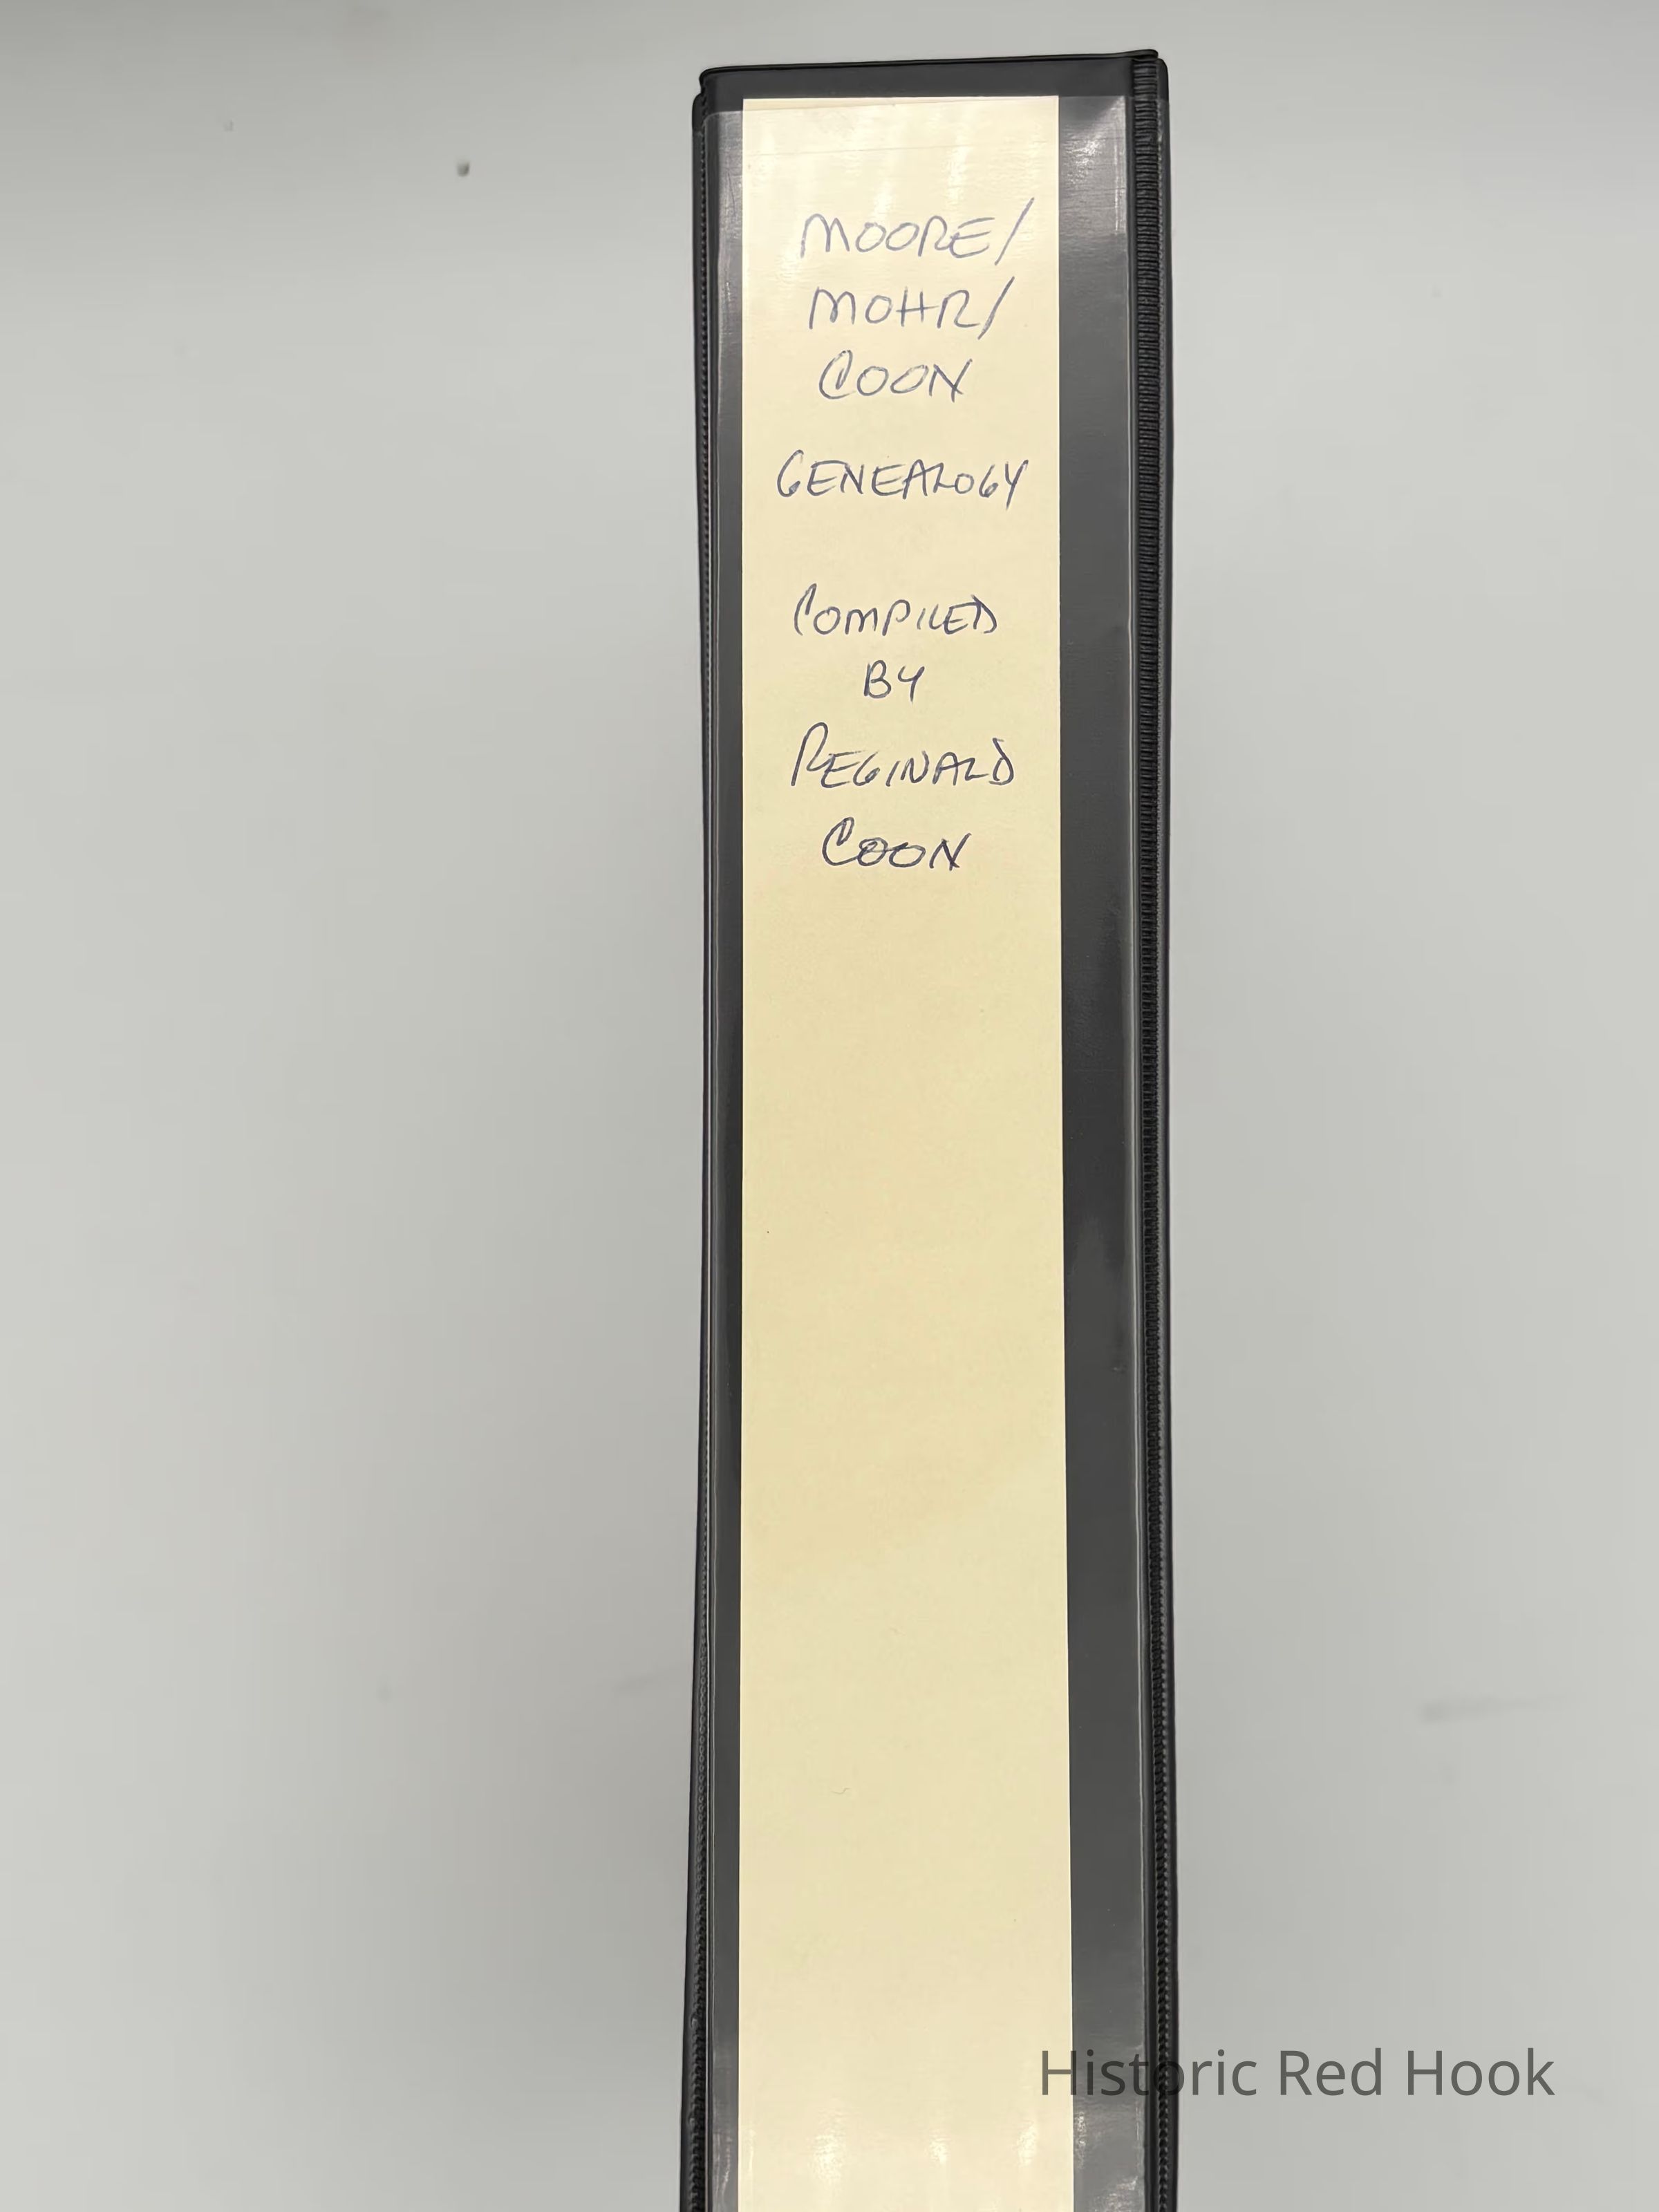 MOORE/
MOHR/
COON
GENEALOGY
COMPILED
BY
REGINALD
COON
Historic Red Hook